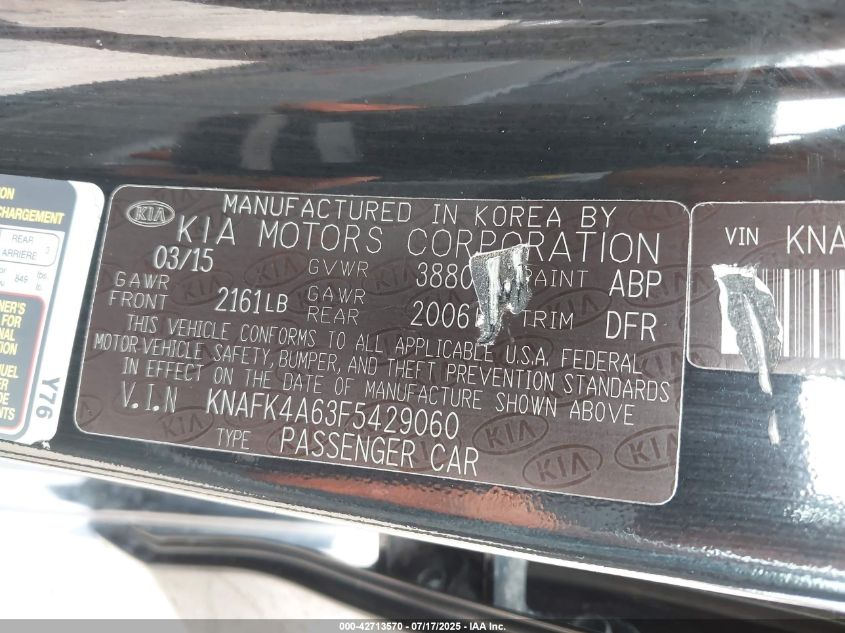 KIA
MANUFACTURED IN KOREA BY
KIA MOTORS CORPORATION
03/15 GVWR 3880 PAINT ABP
GAWR FRONT 2161LB GAWR REAR 2006 TRIM DFR
THIS VEHICLE CONFORMS TO ALL APPLICABLE U.S.A. FEDERAL
MOTOR VEHICLE SAFETY, BUMPER, AND THEFT PREVENTION STANDARDS
IN EFFECT ON THE DATE OF MANUFACTURE SHOWN ABOVE
V.I.N KNAFK4A63F5429060
TYPE PASSENGER CAR
VIN KNA
CHARGEMENT
REAR
ARRIERE
FOR
Y76
000-42713570 | 07/17/2025 - IAA Inc.